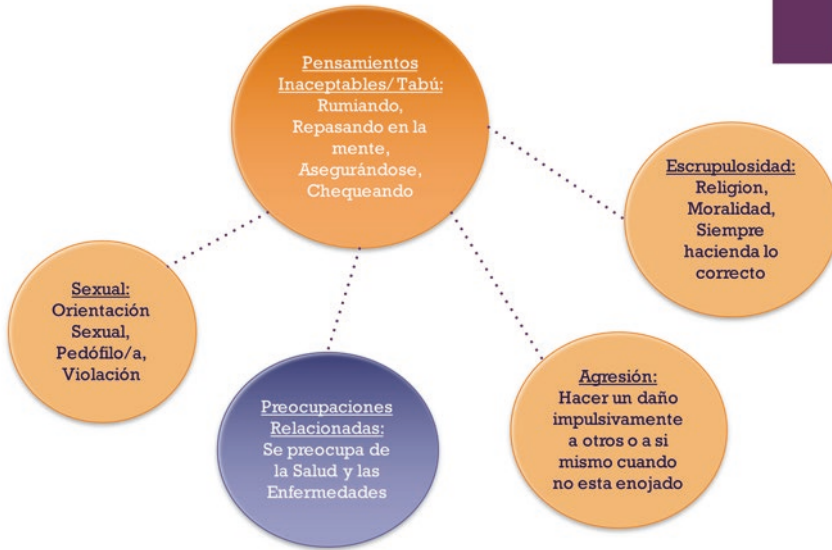 Pensamientos
Inaceptables/Tabú:
Rumiando,
Repasando en la
mente,
Asegurándose,
Chequeando
Escrupulosidad:
Religion,
Moralidad,
Siempre
hacienda lo
correcto
Sexual:
Orientación
Sexual,
Pedófilo/a,
Violación
Preocupaciones
Relacionadas:
Se preocupa de
la Salud y las
Enfermedades
Agresión:
Hacer un daño
impulsivamente
a otros o a si
mismo cuando
no esta enojado